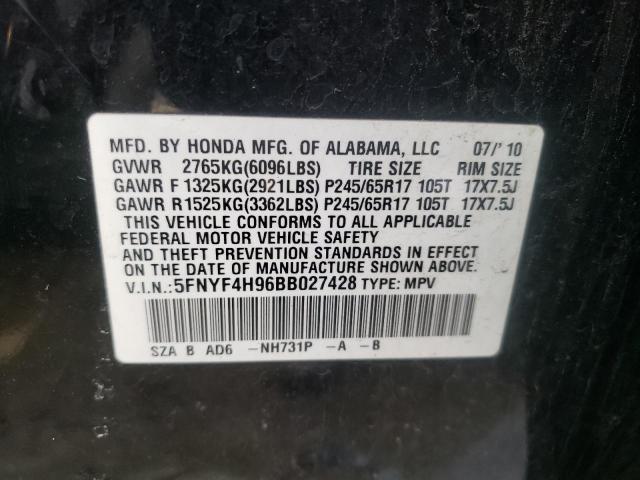 MFD. BY HONDA MFG. OF ALABAMA, LLC 07/'10
GVWR 2765KG(6096LBS) TIRE SIZE RIM SIZE
GAWR F 1325KG(2921LBS) P245/65R17 105T 17X7.5J
GAWR R1525KG(3362LBS) P245/65R17 105T 17X7.5J
THIS VEHICLE CONFORMS TO ALL APPLICABLE
FEDERAL MOTOR VEHICLE SAFETY
AND THEFT PREVENTION STANDARDS IN EFFECT
ON THE DATE OF MANUFACTURE SHOWN ABOVE.
V.I.N.: 5FNYF4H96BB027428 TYPE: MPV
SZA B AD6 -NH731P -A -B